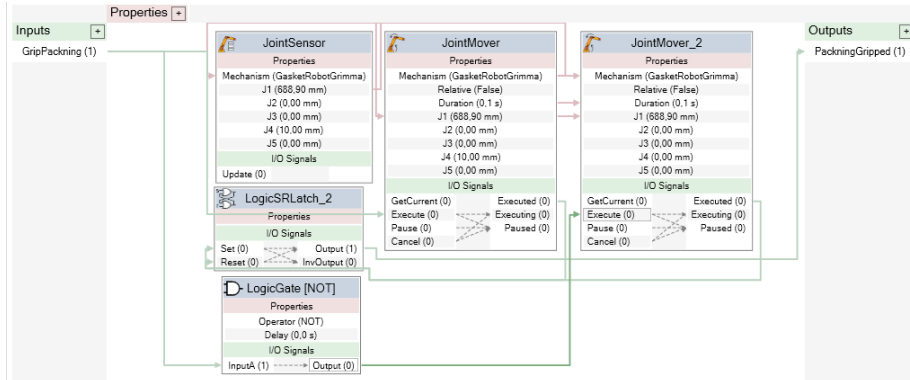 Properties +
Inputs +
GripPackning (1)
Outputs +
PackningGripped (1)
JointSensor
Properties
Mechanism (GasketRobotGrimma)
J1 (688,90 mm)
J2 (0,00 mm)
J3 (0,00 mm)
J4 (10,00 mm)
J5 (0,00 mm)
I/O Signals
Update (0)
JointMover
Properties
Mechanism (GasketRobotGrimma)
Relative (False)
Duration (0,1 s)
J1 (688,90 mm)
J2 (0,00 mm)
J3 (0,00 mm)
J4 (10,00 mm)
J5 (0,00 mm)
I/O Signals
GetCurrent (0) Executed (0)
Execute (0) Executing (0)
Pause (0) Paused (0)
Cancel (0)
JointMover_2
Properties
Mechanism (GasketRobotGrimma)
Relative (False)
Duration (0,1 s)
J1 (688,90 mm)
J2 (0,00 mm)
J3 (0,00 mm)
J4 (0,00 mm)
J5 (0,00 mm)
I/O Signals
GetCurrent (0) Executed (0)
Execute (0) Executing (0)
Pause (0) Paused (0)
Cancel (0)
LogicSRLatch_2
Properties
I/O Signals
Set (0) Output (1)
Reset (0) InvOutput (0)
LogicGate [NOT]
Properties
Operator (NOT)
Delay (0,0 s)
I/O Signals
InputA (1) Output (0)